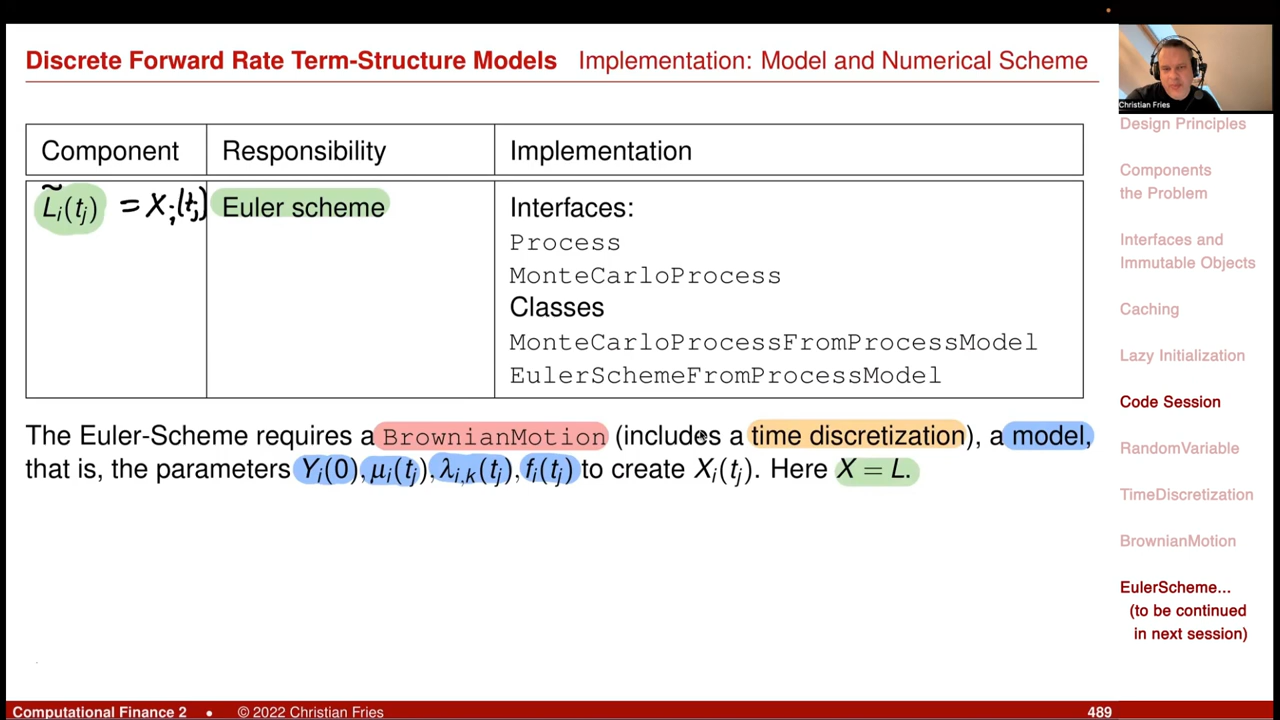 Discrete Forward Rate Term-Structure Models Implementation: Model and Numerical Scheme
Christian Fries
Component Responsibility Implementation
L̃ᵢ(tⱼ) = Xᵢ(tⱼ) Euler scheme Interfaces:
Process
MonteCarloProcess
Classes
MonteCarloProcessFromProcessModel
EulerSchemeFromProcessModel
The Euler-Scheme requires a BrownianMotion (includes a time discretization), a model,
that is, the parameters Yᵢ(0), μᵢ(tⱼ), λᵢ,ₖ(tⱼ), fᵢ(tⱼ) to create Xᵢ(tⱼ). Here X = L.
Design Principles
Components
the Problem
Interfaces and
Immutable Objects
Caching
Lazy Initialization
Code Session
RandomVariable
TimeDiscretization
BrownianMotion
EulerScheme...
(to be continued
in next session)
Computational Finance 2 • © 2022 Christian Fries 489